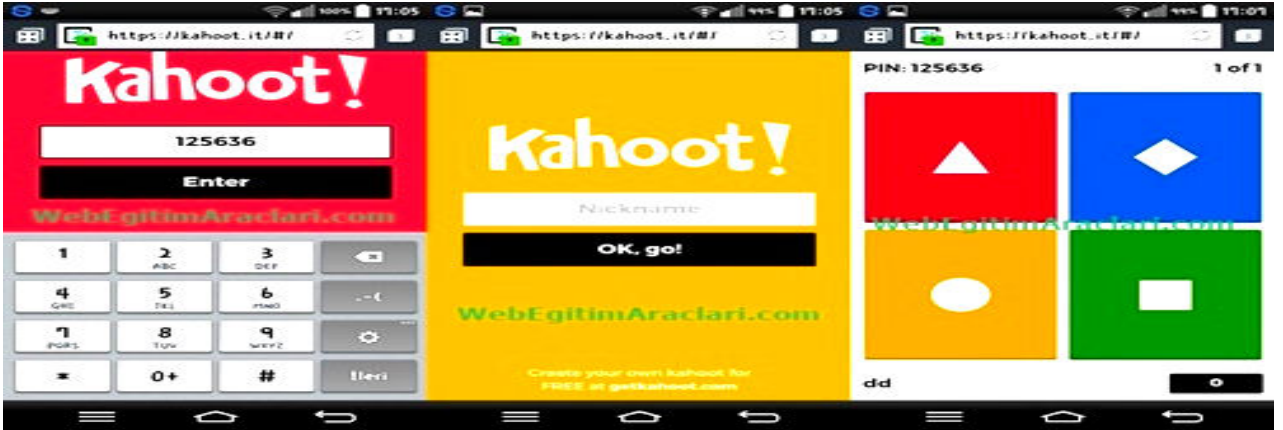 100% 17:05
https://kahoot.it/#/
Kahoot!
125636
Enter
WebEgitimAraclari.com
1
2
ABC
3
DEF
4
GHI
5
JKL
6
MNO
7
PQRS
8
TUV
9
WXYZ
*
0+
#
İleri
99% 17:05
https://kahoot.it/#/
Kahoot!
Nickname
OK, go!
WebEgitimAraclari.com
Create your own kahoot for
FREE at getkahoot.com
99% 17:07
https://kahoot.it/#/
PIN: 125636
1 of 1
WebEgitimAraclari.com
dd
0